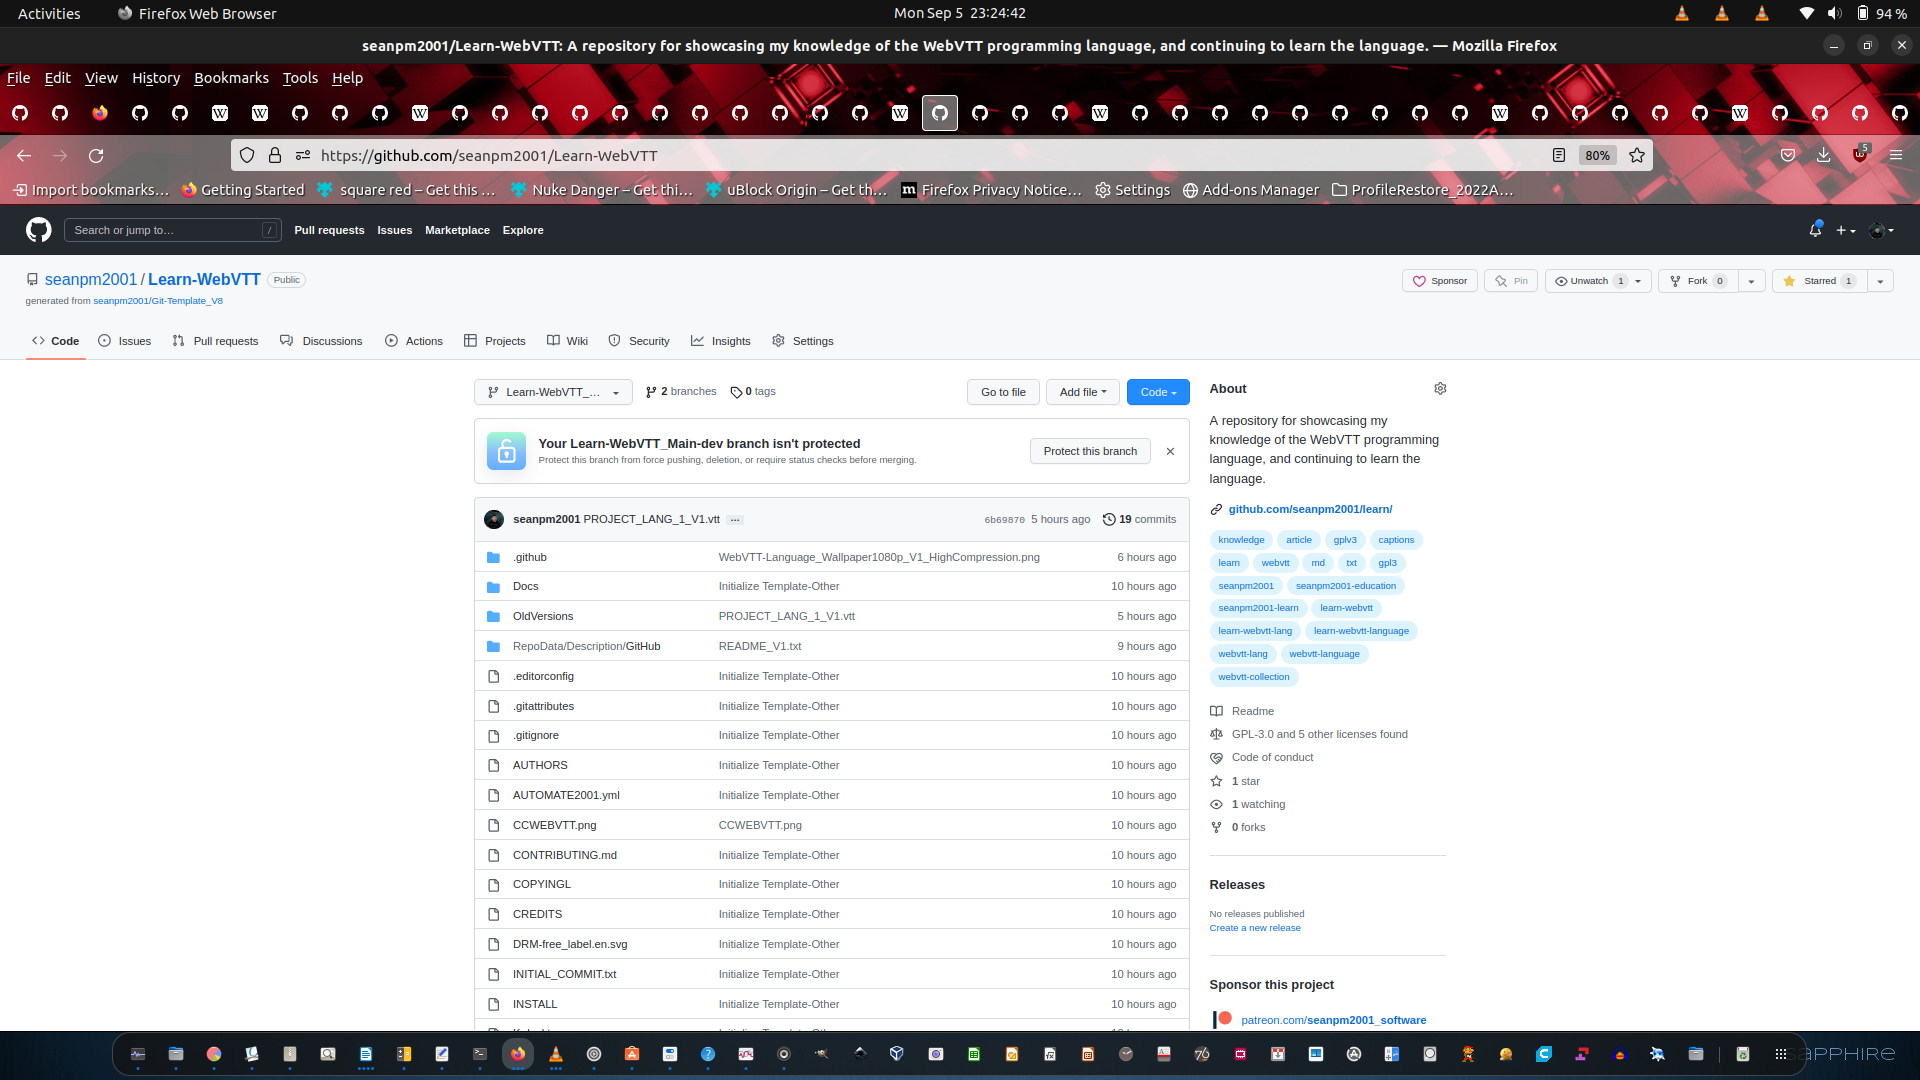 Activities Firefox Web Browser Mon Sep 5 23:24:42 94 %
seanpm2001/Learn-WebVTT: A repository for showcasing my knowledge of the WebVTT programming language, and continuing to learn the language. — Mozilla Firefox
File Edit View History Bookmarks Tools Help
https://github.com/seanpm2001/Learn-WebVTT 80% 5
Import bookmarks… Getting Started square red – Get this … Nuke Danger – Get thi… uBlock Origin – Get th… Firefox Privacy Notice… Settings Add-ons Manager ProfileRestore_2022A…
Search or jump to… / Pull requests Issues Marketplace Explore
seanpm2001 / Learn-WebVTT Public Sponsor Pin Unwatch 1 Fork 0 Starred 1
generated from seanpm2001/Git-Template_V8
Code Issues Pull requests Discussions Actions Projects Wiki Security Insights Settings
Learn-WebVTT_... 2 branches 0 tags Go to file Add file Code
Your Learn-WebVTT_Main-dev branch isn't protected
Protect this branch from force pushing, deletion, or require status checks before merging.
Protect this branch
seanpm2001 PROJECT_LANG_1_V1.vtt ... 6b69870 5 hours ago 19 commits
.github WebVTT-Language_Wallpaper1080p_V1_HighCompression.png 6 hours ago
Docs Initialize Template-Other 10 hours ago
OldVersions PROJECT_LANG_1_V1.vtt 5 hours ago
RepoData/Description/GitHub README_V1.txt 9 hours ago
.editorconfig Initialize Template-Other 10 hours ago
.gitattributes Initialize Template-Other 10 hours ago
.gitignore Initialize Template-Other 10 hours ago
AUTHORS Initialize Template-Other 10 hours ago
AUTOMATE2001.yml Initialize Template-Other 10 hours ago
CCWEBVTT.png CCWEBVTT.png 10 hours ago
CONTRIBUTING.md Initialize Template-Other 10 hours ago
COPYINGL Initialize Template-Other 10 hours ago
CREDITS Initialize Template-Other 10 hours ago
DRM-free_label.en.svg Initialize Template-Other 10 hours ago
INITIAL_COMMIT.txt Initialize Template-Other 10 hours ago
INSTALL Initialize Template-Other 10 hours ago
About
A repository for showcasing my
knowledge of the WebVTT programming
language, and continuing to learn the
language.
github.com/seanpm2001/learn/
knowledge article gplv3 captions
learn webvtt md txt gpl3
seanpm2001 seanpm2001-education
seanpm2001-learn learn-webvtt
learn-webvtt-lang learn-webvtt-language
webvtt-lang webvtt-language
webvtt-collection
Readme
GPL-3.0 and 5 other licenses found
Code of conduct
1 star
1 watching
0 forks
Releases
No releases published
Create a new release
Sponsor this project
patreon.com/seanpm2001_software
SAPPHIRE